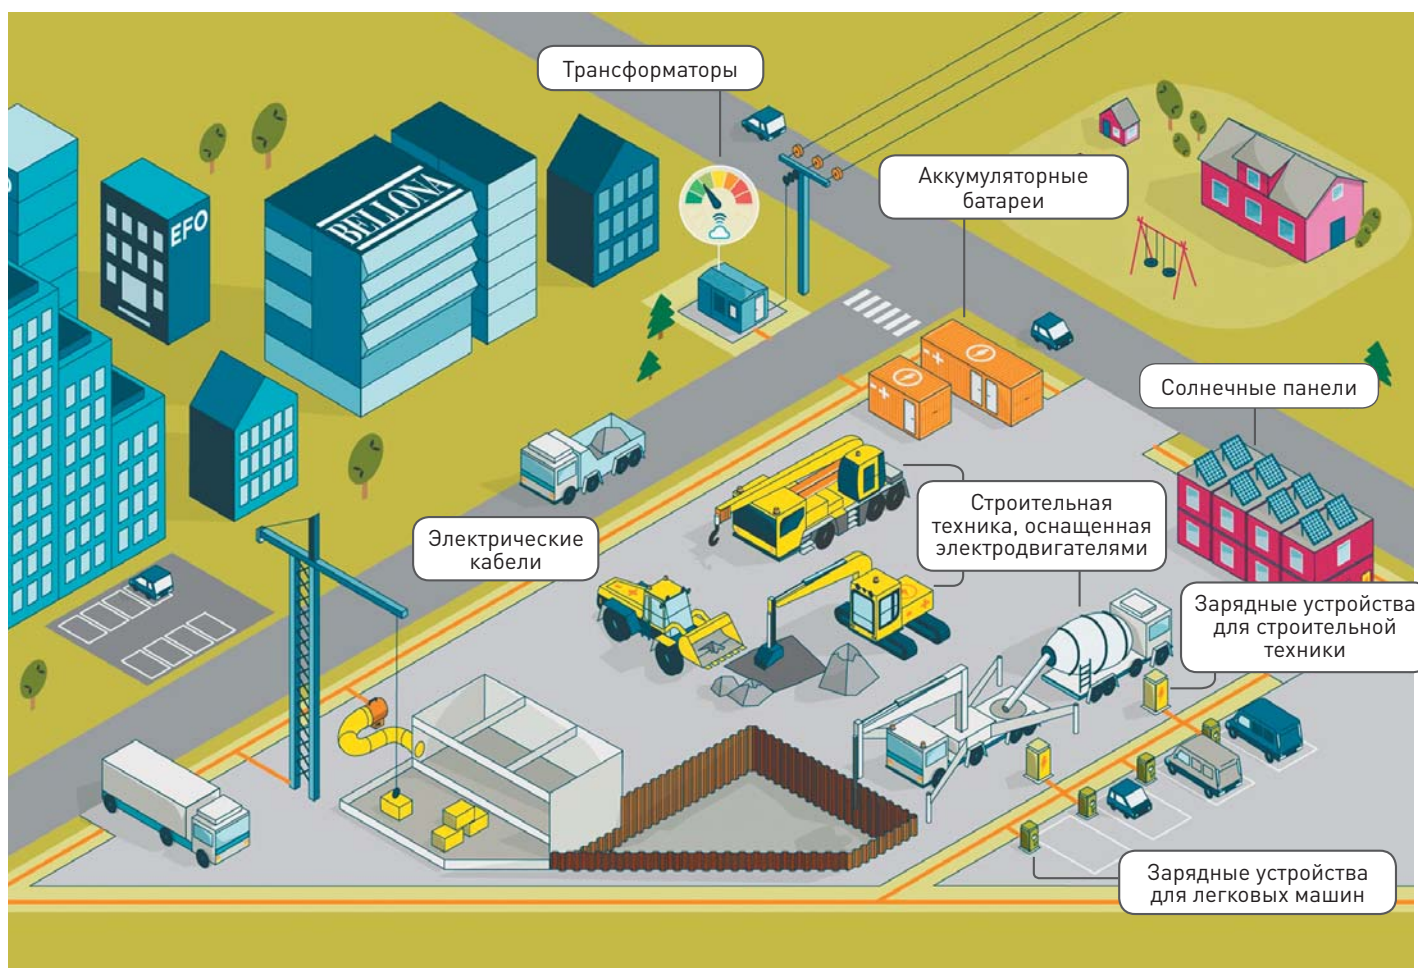 Трансформаторы
Аккумуляторные
батареи
BELLONA
EFO
Солнечные панели
Строительная
техника, оснащенная
электродвигателями
Электрические
кабели
Зарядные устройства
для строительной
техники
Зарядные устройства
для легковых машин